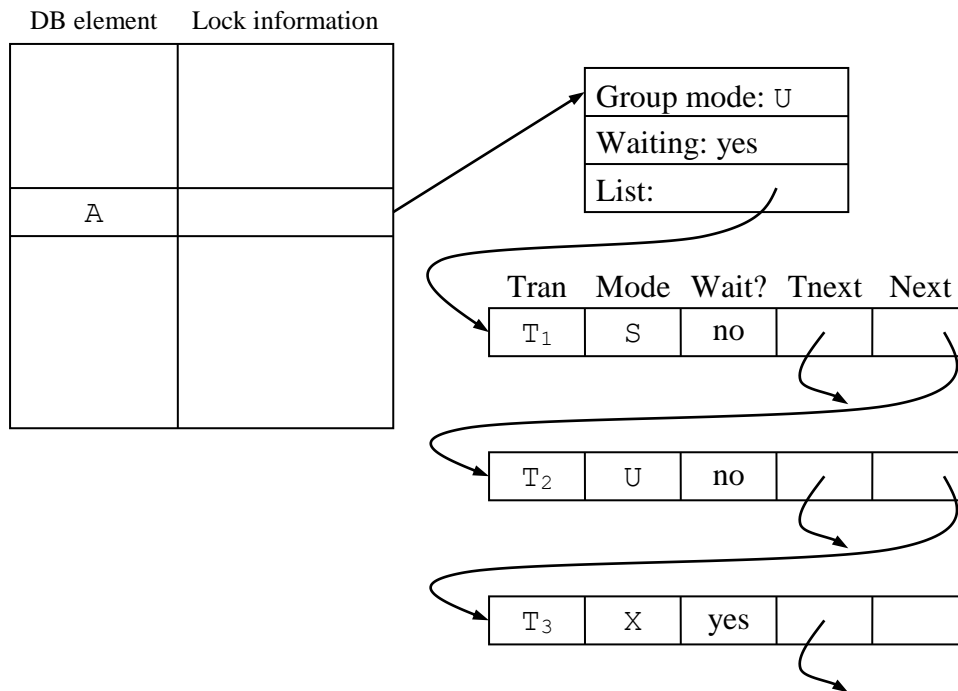 DB element Lock information
Group mode: U
Waiting: yes
List:
A
Tran Mode Wait? Tnext Next
T₁ S no
T₂ U no
T₃ X yes